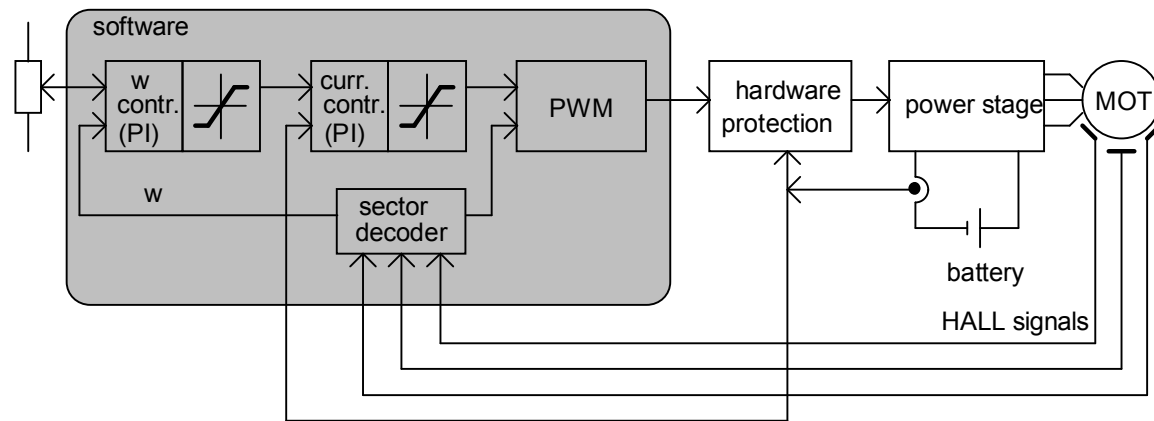 software
w
contr.
(PI)
curr.
contr.
(PI)
PWM
hardware
protection
power stage
MOT
w
sector
decoder
battery
HALL signals